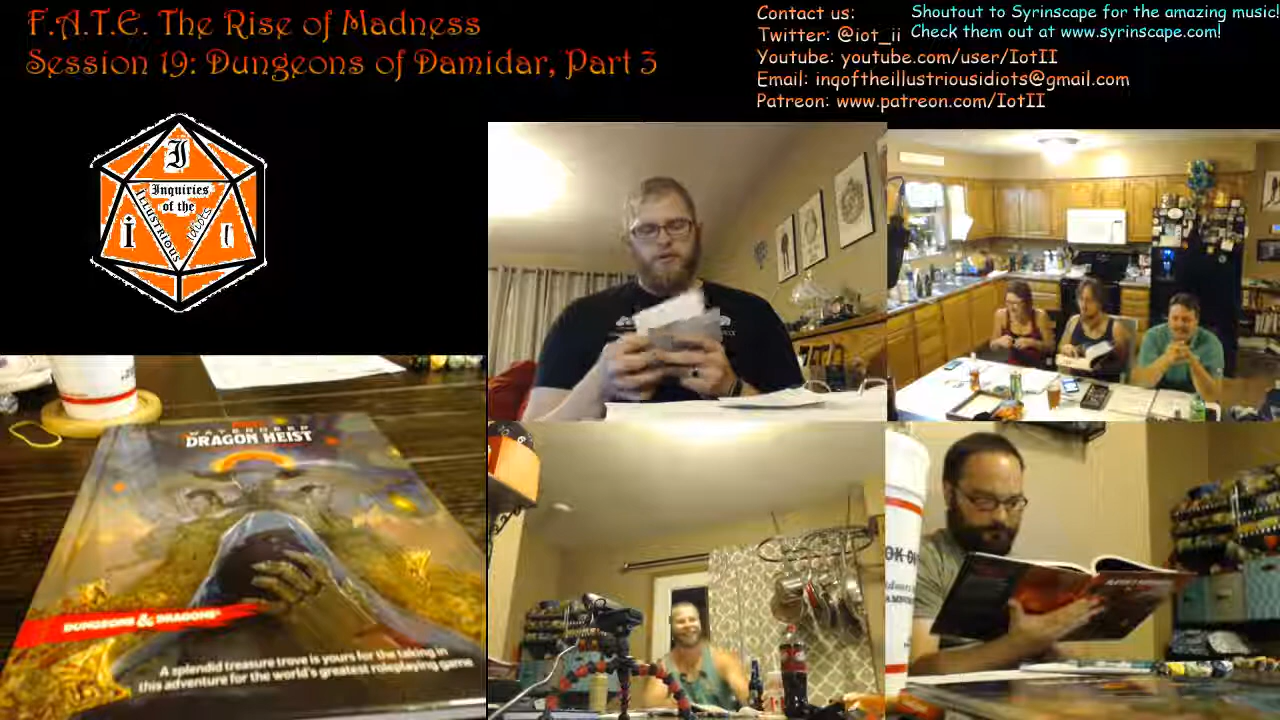 F.A.T.E. The Rise of Madness
Session 19: Dungeons of Damidar, Part 3
Contact us:
Twitter: @iot_ii
Youtube: youtube.com/user/IotII
Email: inqoftheillustriousidiots@gmail.com
Patreon: www.patreon.com/IotII
Shoutout to Syrinscape for the amazing music!
Check them out at www.syrinscape.com!
I
Inquiries
of the
Illustrious
Idiots
i
I
WATERDEEP
DRAGON HEIST
DUNGEONS & DRAGONS
A splendid treasure trove is yours for the taking in
this adventure for the world's greatest roleplaying game